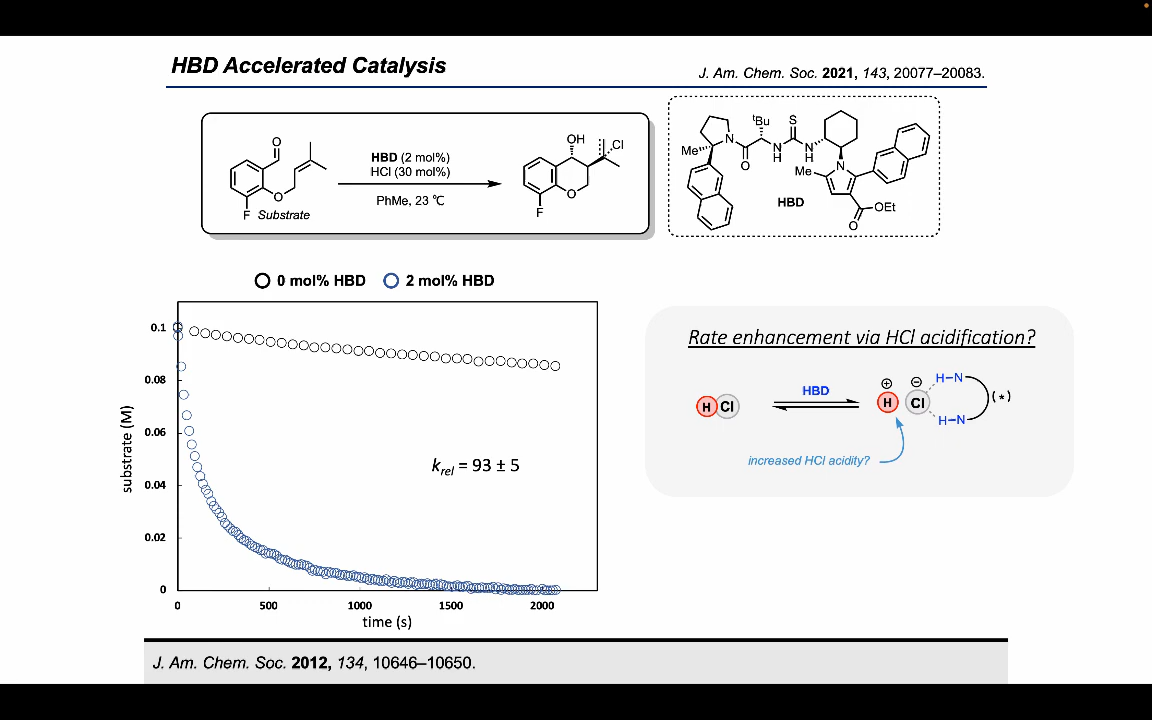 HBD Accelerated Catalysis
J. Am. Chem. Soc. 2021, 143, 20077–20083.
O
O
F
Substrate
HBD (2 mol%)
HCl (30 mol%)
PhMe, 23 ℃
OH
Cl
O
F
Me
N
O
tBu
N
H
S
N
H
N
Me
OEt
O
HBD
0 mol% HBD
2 mol% HBD
substrate (M)
0.1
0.08
0.06
0.04
0.02
0
krel = 93 ± 5
0
500
1000
1500
2000
time (s)
Rate enhancement via HCl acidification?
H Cl
HBD
⊕
H
⊖
Cl
H–N
H–N
(*)
increased HCl acidity?
J. Am. Chem. Soc. 2012, 134, 10646–10650.